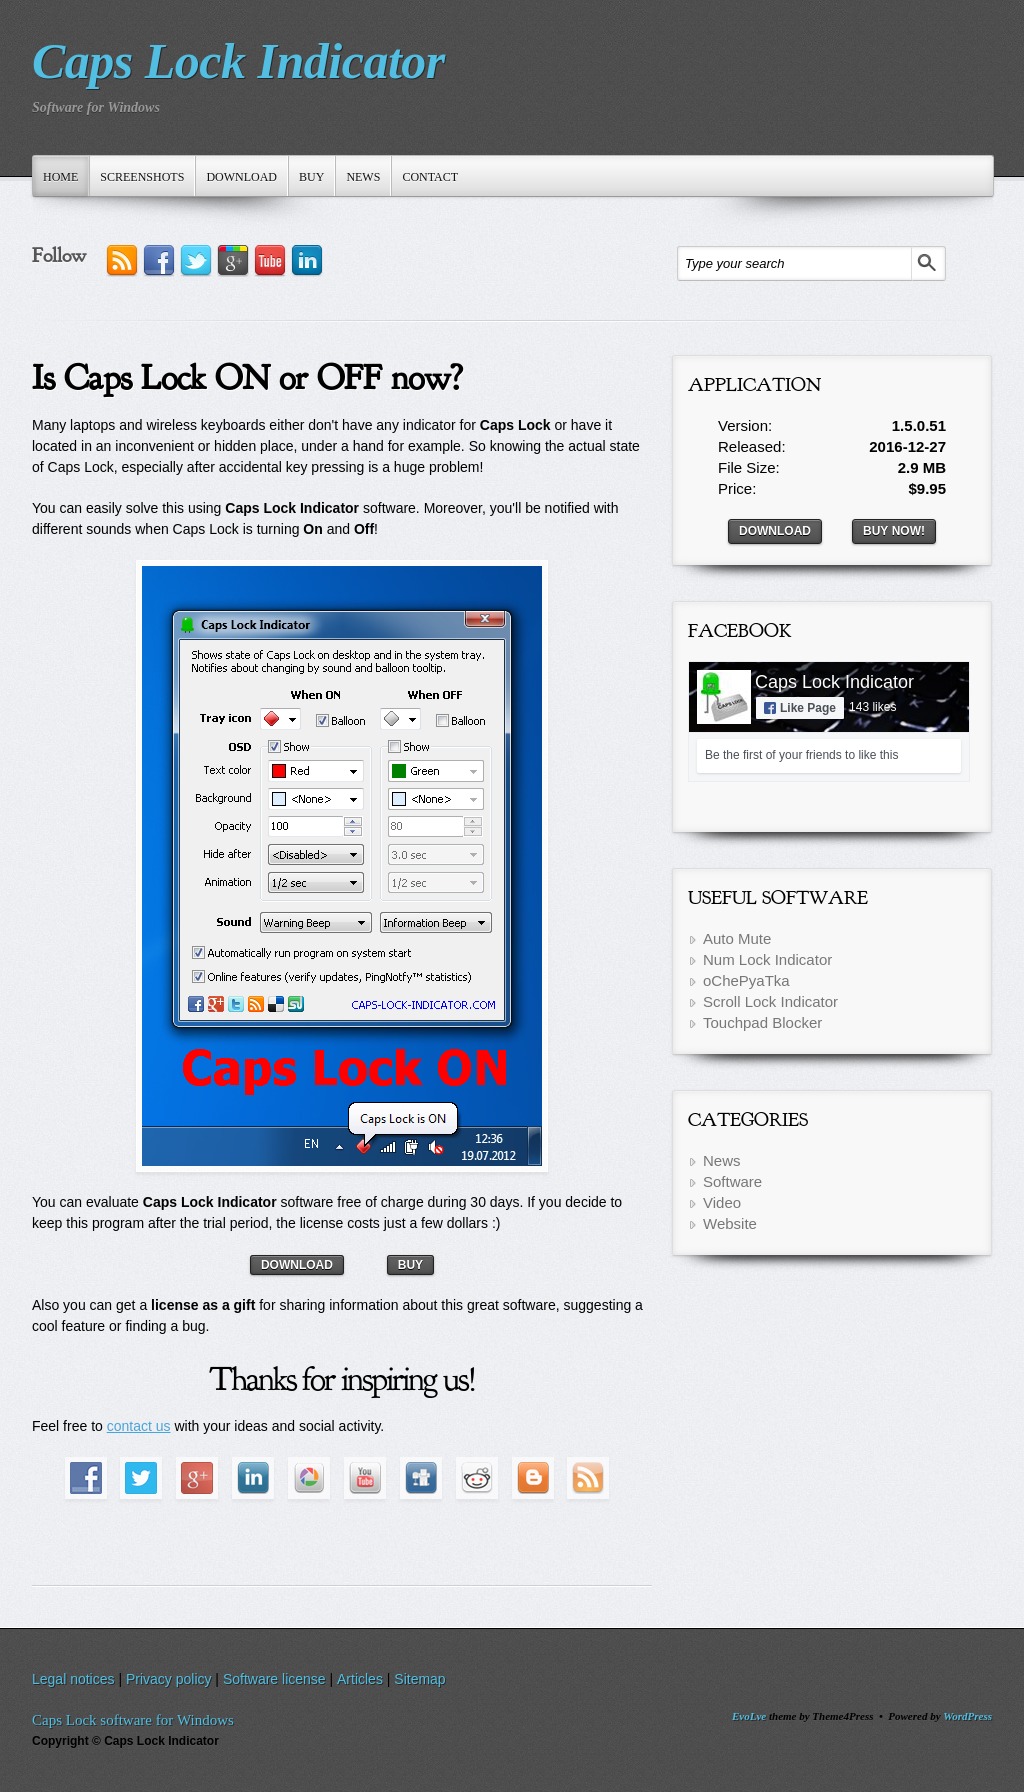 Caps Lock Indicator
Software for Windows
HOME SCREENSHOTS DOWNLOAD BUY NEWS CONTACT
Follow
g+ Tube in
Type your search
Is Caps Lock ON or OFF now?
Many laptops and wireless keyboards either don't have any indicator for Caps Lock or have it
located in an inconvenient or hidden place, under a hand for example. So knowing the actual state
of Caps Lock, especially after accidental key pressing is a huge problem!
You can easily solve this using Caps Lock Indicator software. Moreover, you'll be notified with
different sounds when Caps Lock is turning On and Off!
Caps Lock Indicator
Shows state of Caps Lock on desktop and in the system tray.
Notifies about changing by sound and balloon tooltip.
When ON When OFF
Tray icon Balloon Balloon
OSD Show Show
Text color Red Green
Background <None> <None>
Opacity 100 80
Hide after <Disabled> 3.0 sec
Animation 1/2 sec 1/2 sec
Sound Warning Beep Information Beep
Automatically run program on system start
Online features (verify updates, PingNotfy™ statistics)
CAPS-LOCK-INDICATOR.COM
Caps Lock ON
Caps Lock is ON
EN 12:36
19.07.2012
You can evaluate Caps Lock Indicator software free of charge during 30 days. If you decide to
keep this program after the trial period, the license costs just a few dollars :)
DOWNLOAD BUY
Also you can get a license as a gift for sharing information about this great software, suggesting a
cool feature or finding a bug.
Thanks for inspiring us!
Feel free to contact us with your ideas and social activity.
g+ in You Tube
APPLICATION
Version: 1.5.0.51
Released: 2016-12-27
File Size: 2.9 MB
Price: $9.95
DOWNLOAD BUY NOW!
FACEBOOK
CAPS LOCK
Caps Lock Indicator
Like Page 143 likes
Be the first of your friends to like this
USEFUL SOFTWARE
Auto Mute
Num Lock Indicator
oChePyaTka
Scroll Lock Indicator
Touchpad Blocker
CATEGORIES
News
Software
Video
Website
Legal notices | Privacy policy | Software license | Articles | Sitemap
Caps Lock software for Windows
Copyright © Caps Lock Indicator
EvoLve theme by Theme4Press • Powered by WordPress